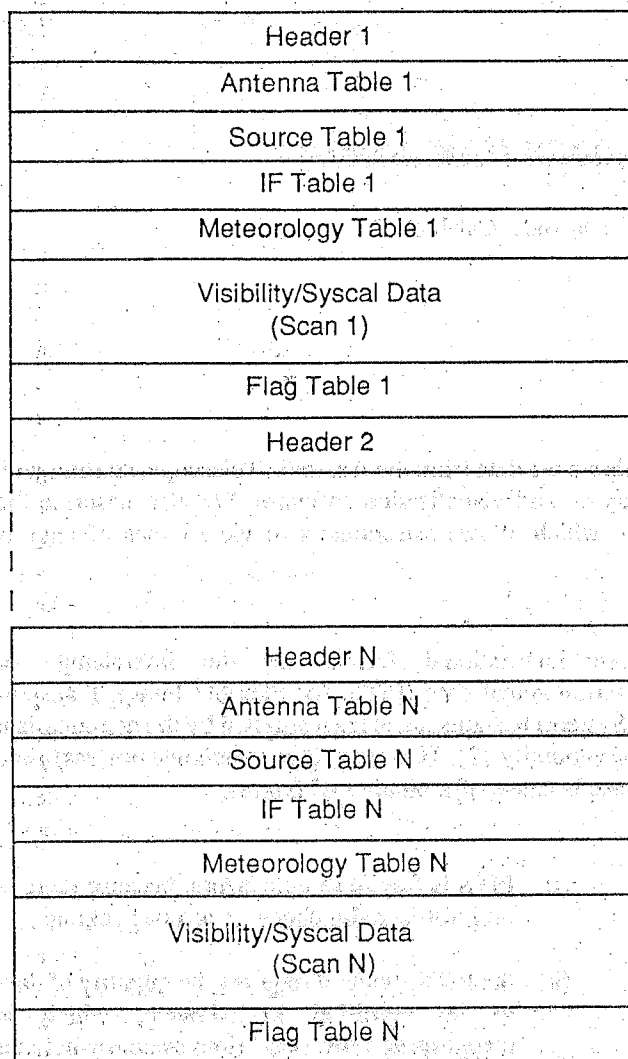 Header 1
Antenna Table 1
Source Table 1
IF Table 1
Meteorology Table 1
Visibility/Syscal Data
(Scan 1)
Flag Table 1
Header 2
Header N
Antenna Table N
Source Table N
IF Table N
Meteorology Table N
Visibility/Syscal Data
(Scan N)
Flag Table N